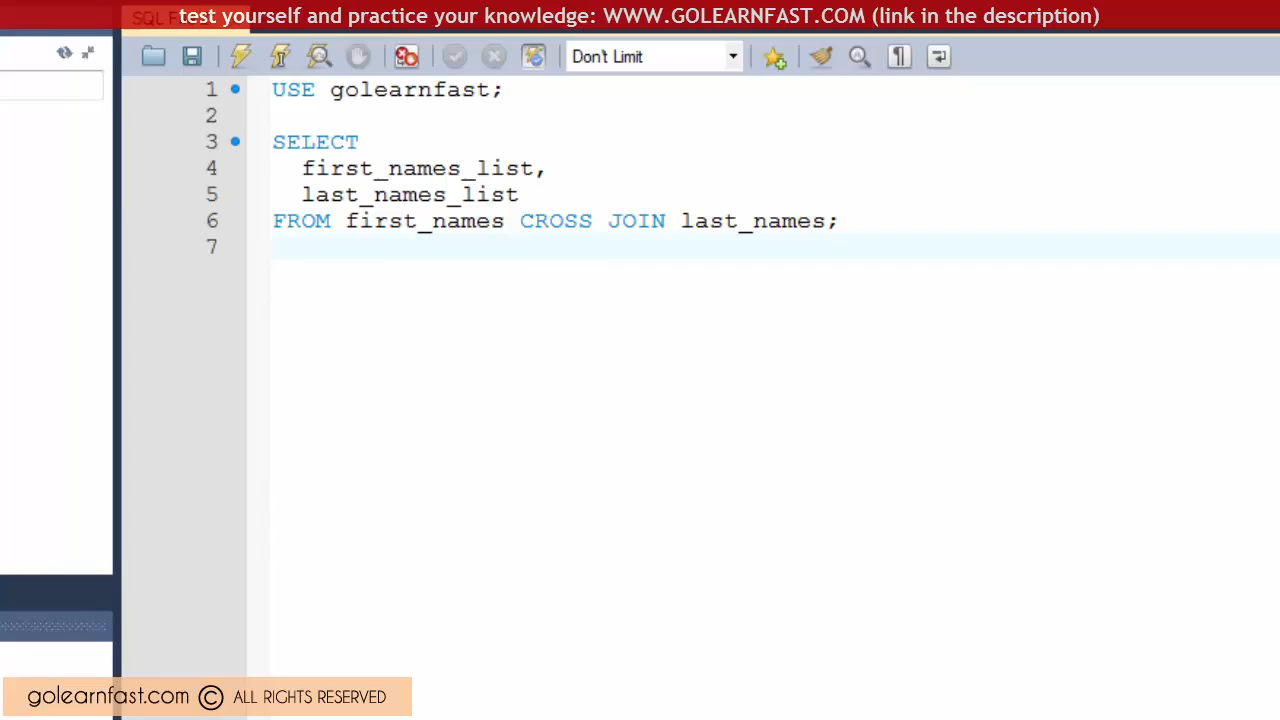 test yourself and practice your knowledge: WWW.GOLEARNFAST.COM (link in the description)
Don't Limit
1 USE golearnfast;
2
3 SELECT
4 first_names_list,
5 last_names_list
6 FROM first_names CROSS JOIN last_names;
7
golearnfast.com © ALL RIGHTS RESERVED